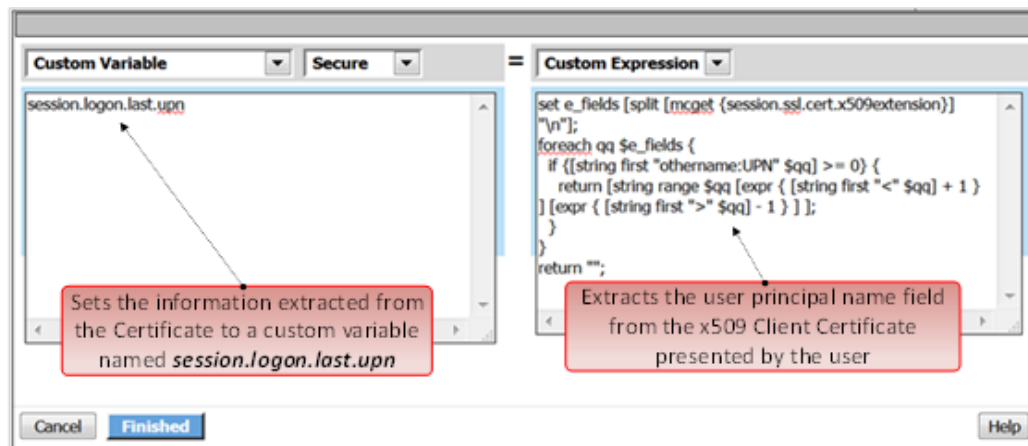 Custom Variable Secure = Custom Expression
session.logon.last.upn
set e_fields [split [mcget {session.ssl.cert.x509extension}]
"\n"];
foreach qq $e_fields {
if {[string first "othername:UPN" $qq] >= 0} {
return [string range $qq [expr { [string first "<" $qq] + 1 }
] [expr { [string first ">" $qq] - 1 } ] ];
}
}
return "";
Sets the information extracted from
the Certificate to a custom variable
named session.logon.last.upn
Extracts the user principal name field
from the x509 Client Certificate
presented by the user
Cancel Finished Help